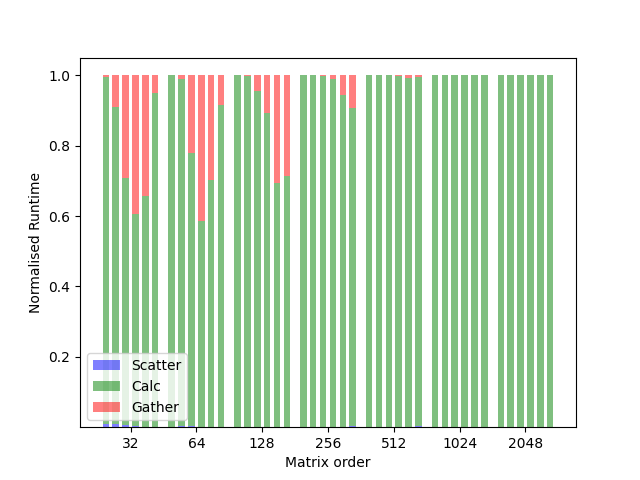 1.0
0.8
0.6
0.4
0.2
Normalised Runtime
Scatter
Calc
Gather
32 64 128 256 512 1024 2048
Matrix order